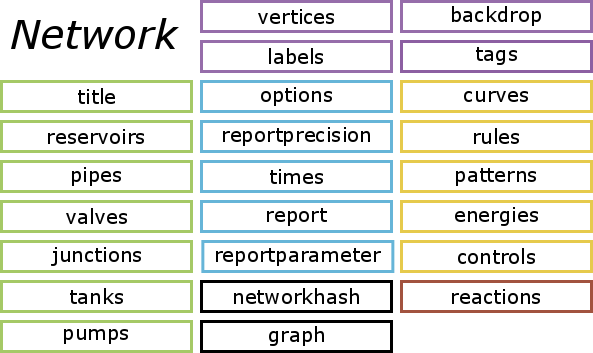 Network
vertices
backdrop
labels
tags
title
options
curves
reservoirs
reportprecision
rules
pipes
times
patterns
valves
report
energies
junctions
reportparameter
controls
tanks
networkhash
reactions
pumps
graph